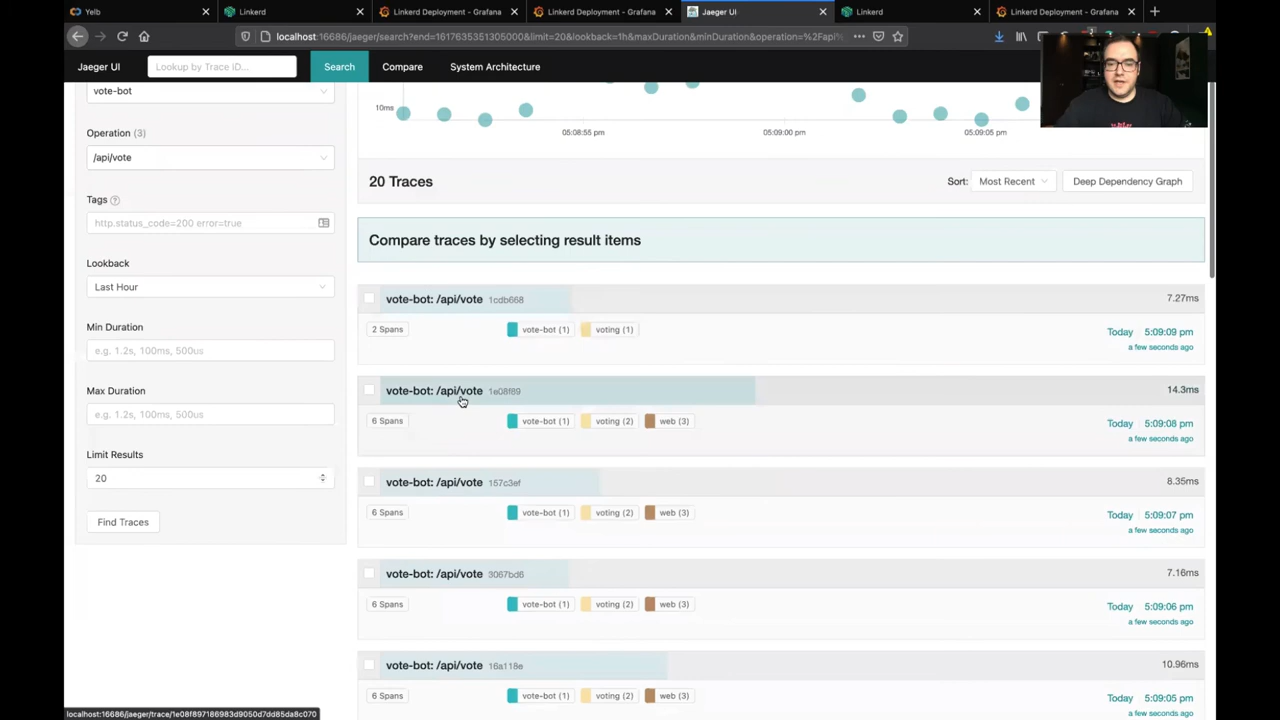 Yelb
Linkerd
Linkerd Deployment - Grafana
Linkerd Deployment - Grafana
Jaeger UI
Linkerd
Linkerd Deployment - Grafana
localhost:16686/jaeger/search?end=1617635351305000&limit=20&lookback=1h&maxDuration&minDuration&operation=%2Fapi%
Jaeger UI
Lookup by Trace ID...
Search
Compare
System Architecture
vote-bot
Operation (3)
/api/vote
Tags
http.status_code=200 error=true
Lookback
Last Hour
Min Duration
e.g. 1.2s, 100ms, 500us
Max Duration
e.g. 1.2s, 100ms, 500us
Limit Results
20
Find Traces
10ms
05:08:55 pm
05:09:00 pm
05:09:05 pm
20 Traces
Sort:
Most Recent
Deep Dependency Graph
Compare traces by selecting result items
vote-bot: /api/vote 1cdb668
7.27ms
2 Spans
vote-bot (1)
voting (1)
Today 5:09:09 pm
a few seconds ago
vote-bot: /api/vote 1e08f89
14.3ms
6 Spans
vote-bot (1)
voting (2)
web (3)
Today 5:09:08 pm
a few seconds ago
vote-bot: /api/vote 157c3ef
8.35ms
6 Spans
vote-bot (1)
voting (2)
web (3)
Today 5:09:07 pm
a few seconds ago
vote-bot: /api/vote 3067bd6
7.16ms
6 Spans
vote-bot (1)
voting (2)
web (3)
Today 5:09:06 pm
a few seconds ago
vote-bot: /api/vote 16a118e
10.96ms
6 Spans
vote-bot (1)
voting (2)
web (3)
Today 5:09:05 pm
a few seconds ago
localhost:16686/jaeger/trace/1e08f897186983d9050d7dd85da8c070